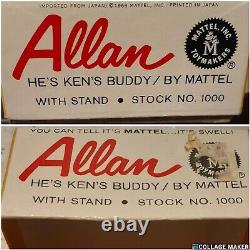 IMPORTED FROM JAPAN/ ©1965 MATTEL, INC./ PRINTED IN JAPAN
Allan
MATTEL, INC.
M
TOYMAKERS
HE'S KEN'S BUDDY/ BY MATTEL
WITH STAND • STOCK NO. 1000
YOU CAN TELL IT'S MATTEL...IT SWELL!
Allan
HE'S KEN'S BUDDY/ BY MATTEL
WITH STAND • STOCK NO. 1000
COLLAGE MAKER